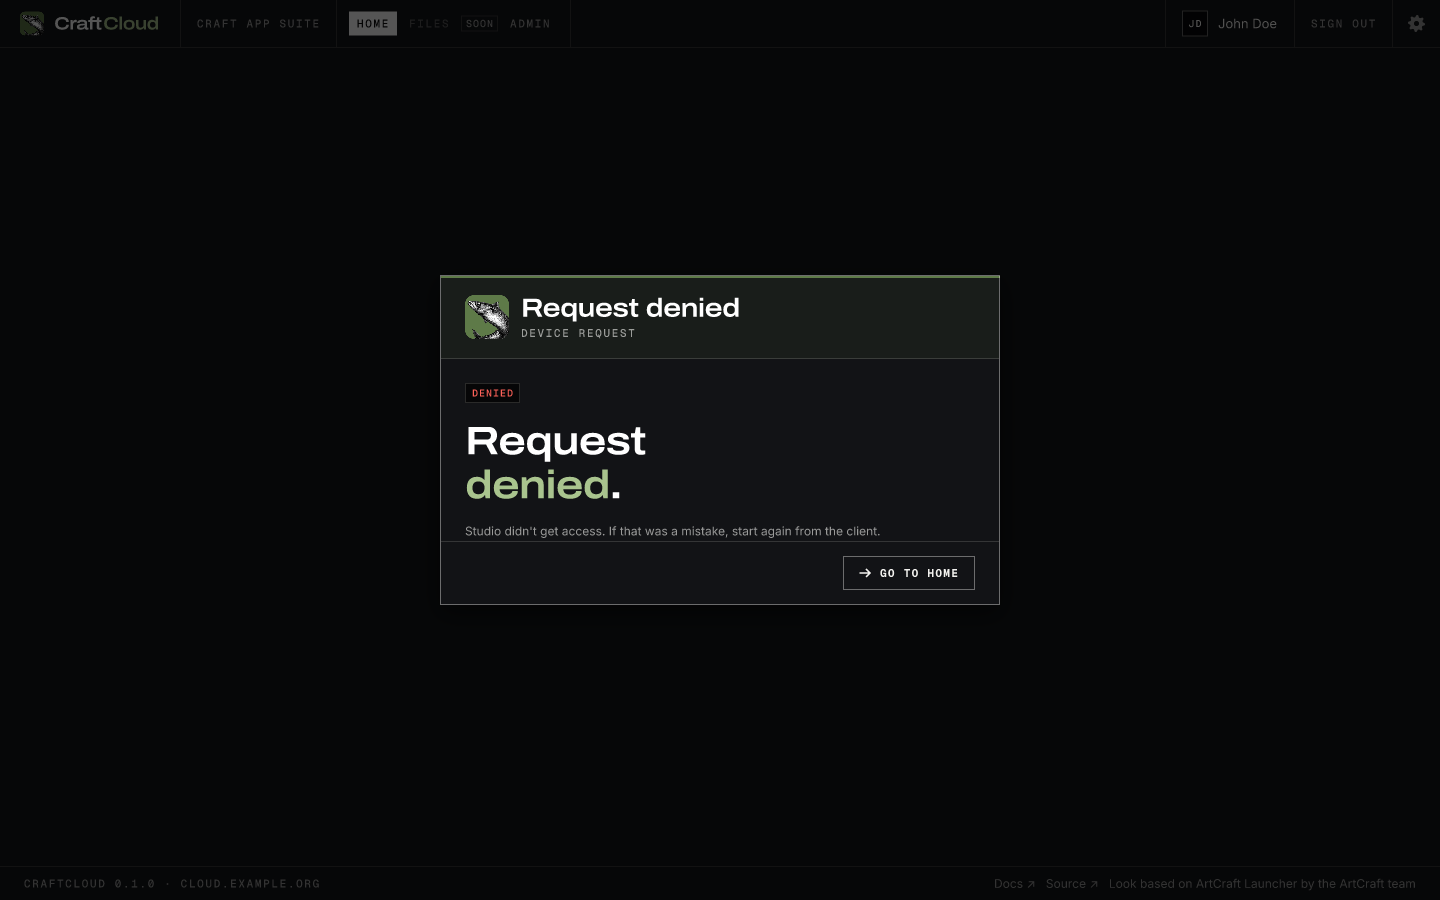 CraftCloud
CRAFT APP SUITE
HOME
FILES
SOON
ADMIN
JD
John Doe
SIGN OUT
Request denied
DEVICE REQUEST
DENIED
Request
denied.
Studio didn't get access. If that was a mistake, start again from the client.
→ GO TO HOME
CRAFTCLOUD 0.1.0 · CLOUD.EXAMPLE.ORG
Docs ↗ Source ↗ Look based on ArtCraft Launcher by the ArtCraft team